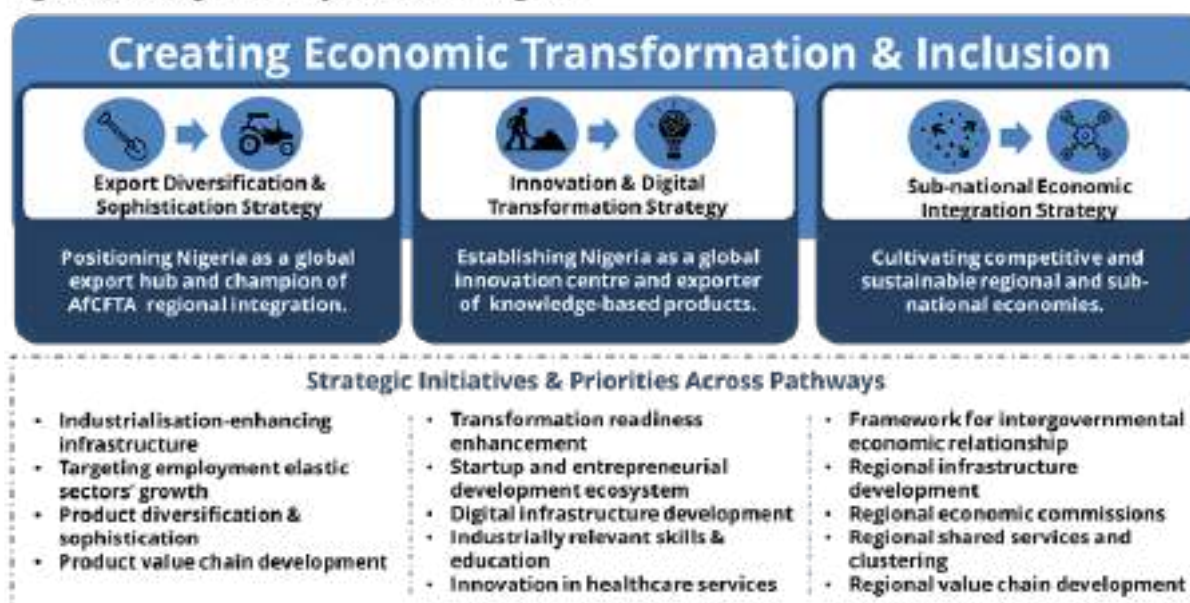 Creating Economic Transformation & Inclusion
Export Diversification &
Sophistication Strategy
Positioning Nigeria as a global
export hub and champion of
AfCFTA regional integration.
Innovation & Digital
Transformation Strategy
Establishing Nigeria as a global
innovation centre and exporter
of knowledge-based products.
Sub-national Economic
Integration Strategy
Cultivating competitive and
sustainable regional and sub-
national economies.
Strategic Initiatives & Priorities Across Pathways
• Industrialisation-enhancing
infrastructure
• Targeting employment elastic
sectors' growth
• Product diversification &
sophistication
• Product value chain development
• Transformation readiness
enhancement
• Startup and entrepreneurial
development ecosystem
• Digital infrastructure development
• Industrially relevant skills &
education
• Innovation in healthcare services
• Framework for intergovernmental
economic relationship
• Regional infrastructure
development
• Regional economic commissions
• Regional shared services and
clustering
• Regional value chain development